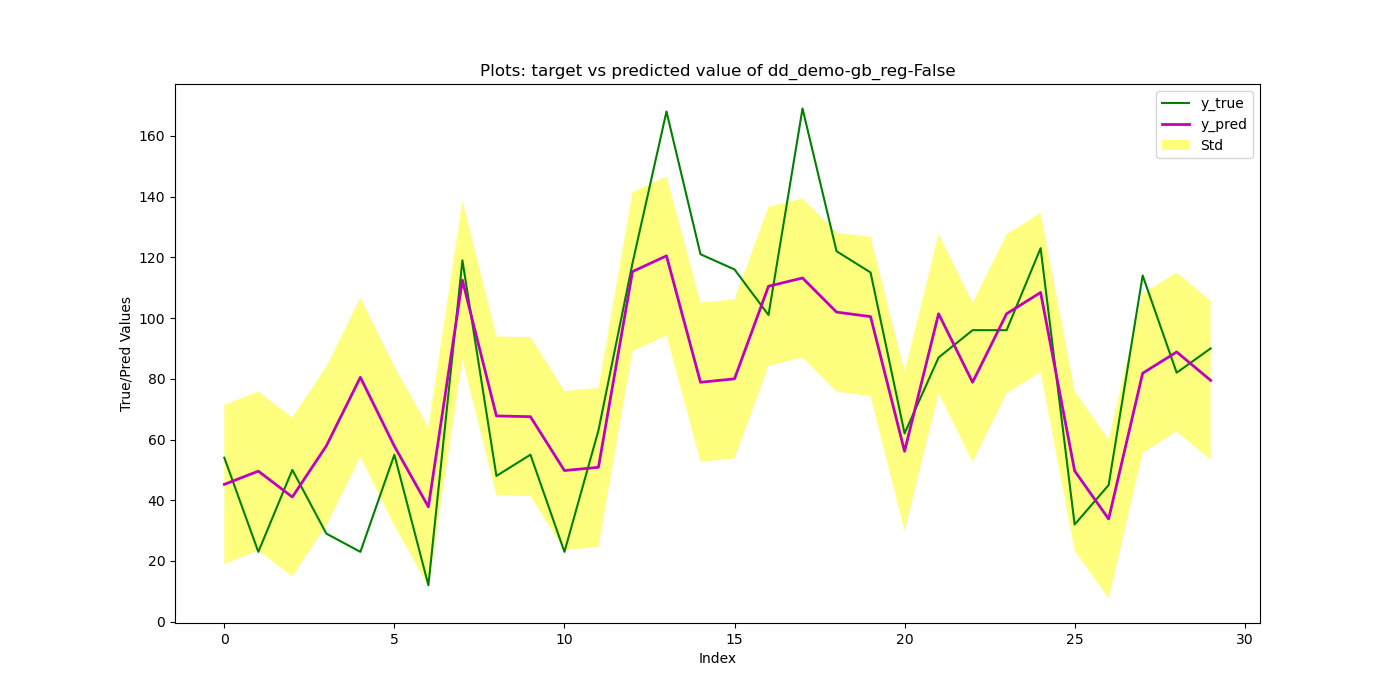 Plots: target vs predicted value of dd_demo-gb_reg-False
y_true
y_pred
Std
160
140
120
100
80
60
40
20
0
True/Pred Values
0 5 10 15 20 25 30
Index